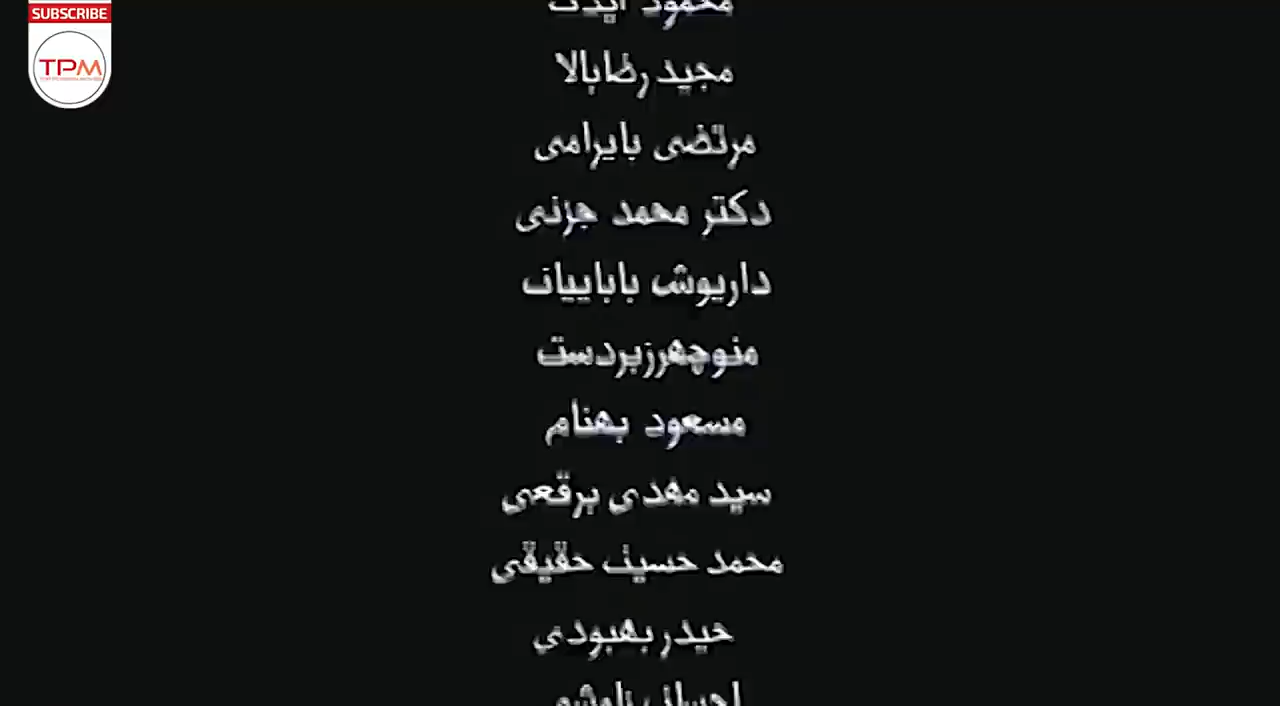 SUBSCRIBE
TPM
محمود
مجید رضابالا
مرتضی بایرامی
دکتر محمد جزنی
داریوش باباییان
منوچهرزبردست
مسعود بهنام
سید مهدی برقعی
محمد حسین حقیقی
حیدر بهبودی